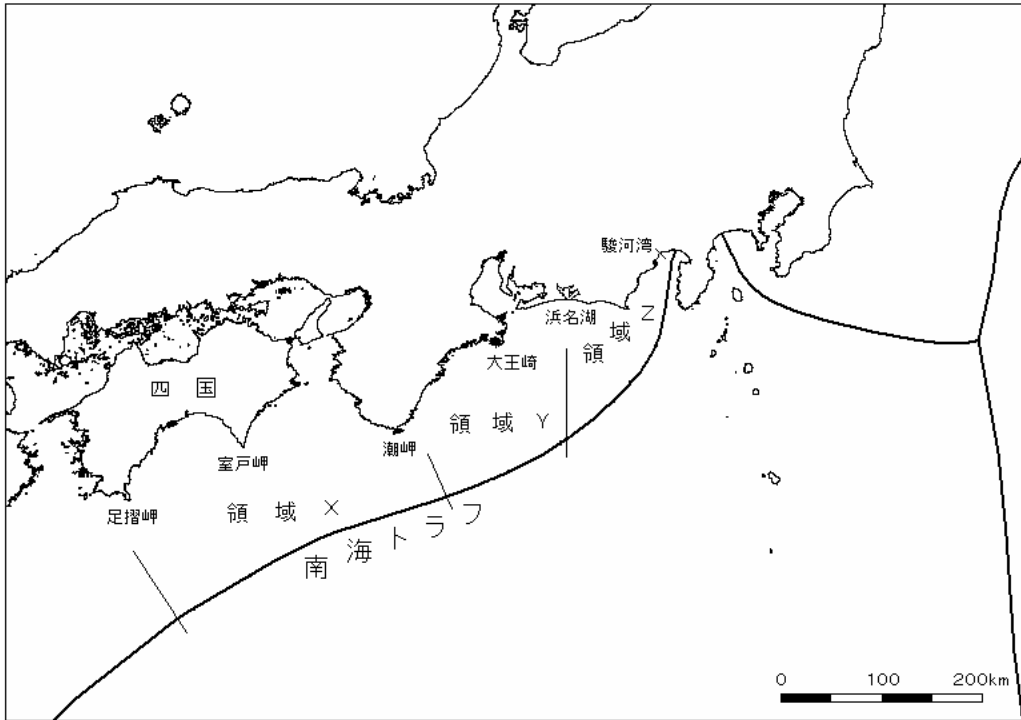 駿河湾
浜名湖
領域 Z
大王崎
四 国
領 域 Y
潮岬
室戸岬
領 域 X
足摺岬
南海トラフ
0 100 200km